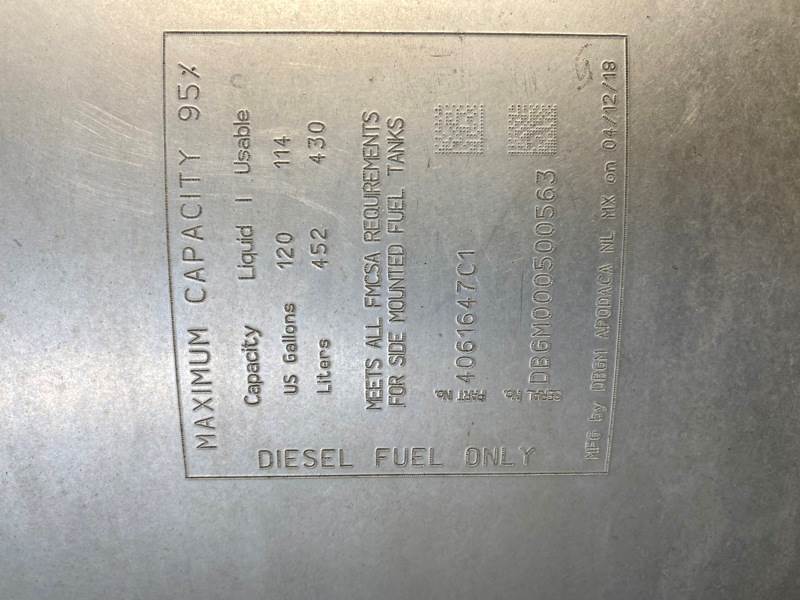 MAXIMUM CAPACITY 95%
Capacity Liquid | Usable
US Gallons 120 114
Liters 452 430
MEETS ALL FMCSA REQUIREMENTS
FOR SIDE MOUNTED FUEL TANKS
PART No. 4061647C1
SERIAL No. DBGM000500563
MFG by DBGM APODACA NL MX on 04/12/18
DIESEL FUEL ONLY